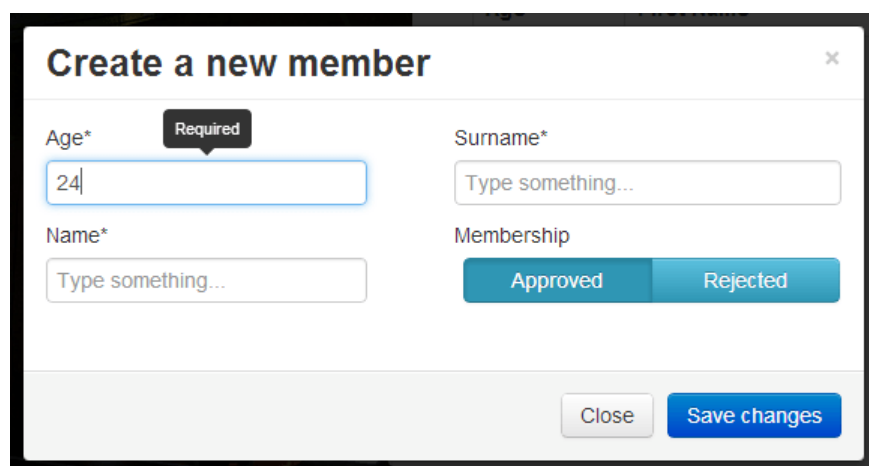 Create a new member
×
Age*
Required
Surname*
24
Type something...
Name*
Membership
Type something...
Approved
Rejected
Close
Save changes